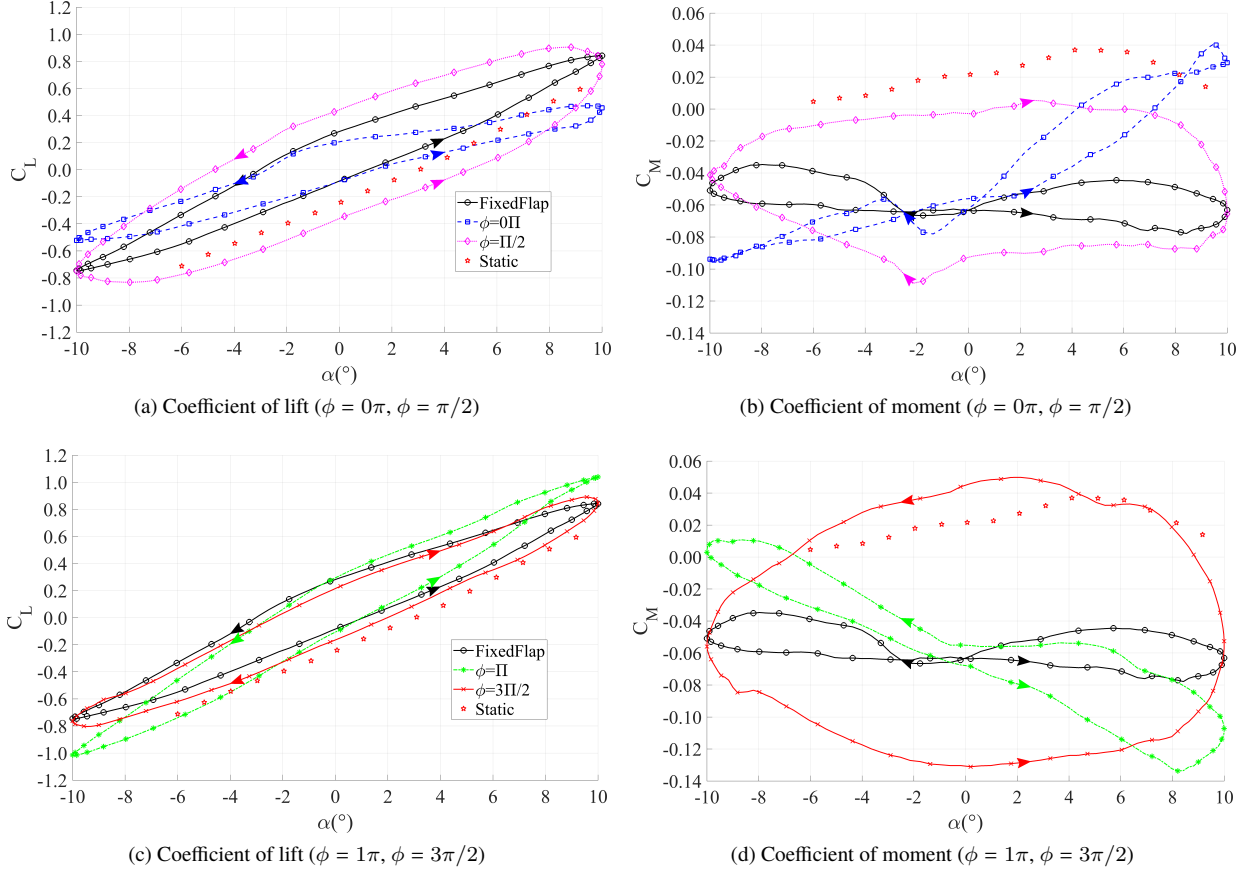 1.2
1.0
0.8
0.6
0.4
0.2
0.0
-0.2
-0.4
-0.6
-0.8
-1.0
-1.2
C_L
-10 -8 -6 -4 -2 0 2 4 6 8 10
α(°)
FixedFlap
ϕ=0Π
ϕ=Π/2
Static
(a) Coefficient of lift (ϕ = 0π, ϕ = π/2)
0.06
0.04
0.02
0.00
-0.02
-0.04
-0.06
-0.08
-0.10
-0.12
-0.14
C_M
-10 -8 -6 -4 -2 0 2 4 6 8 10
α(°)
(b) Coefficient of moment (ϕ = 0π, ϕ = π/2)
1.2
1.0
0.8
0.6
0.4
0.2
0.0
-0.2
-0.4
-0.6
-0.8
-1.0
-1.2
C_L
-10 -8 -6 -4 -2 0 2 4 6 8 10
α(°)
FixedFlap
ϕ=Π
ϕ=3Π/2
Static
(c) Coefficient of lift (ϕ = 1π, ϕ = 3π/2)
0.06
0.04
0.02
0.00
-0.02
-0.04
-0.06
-0.08
-0.10
-0.12
-0.14
C_M
-10 -8 -6 -4 -2 0 2 4 6 8 10
α(°)
(d) Coefficient of moment (ϕ = 1π, ϕ = 3π/2)